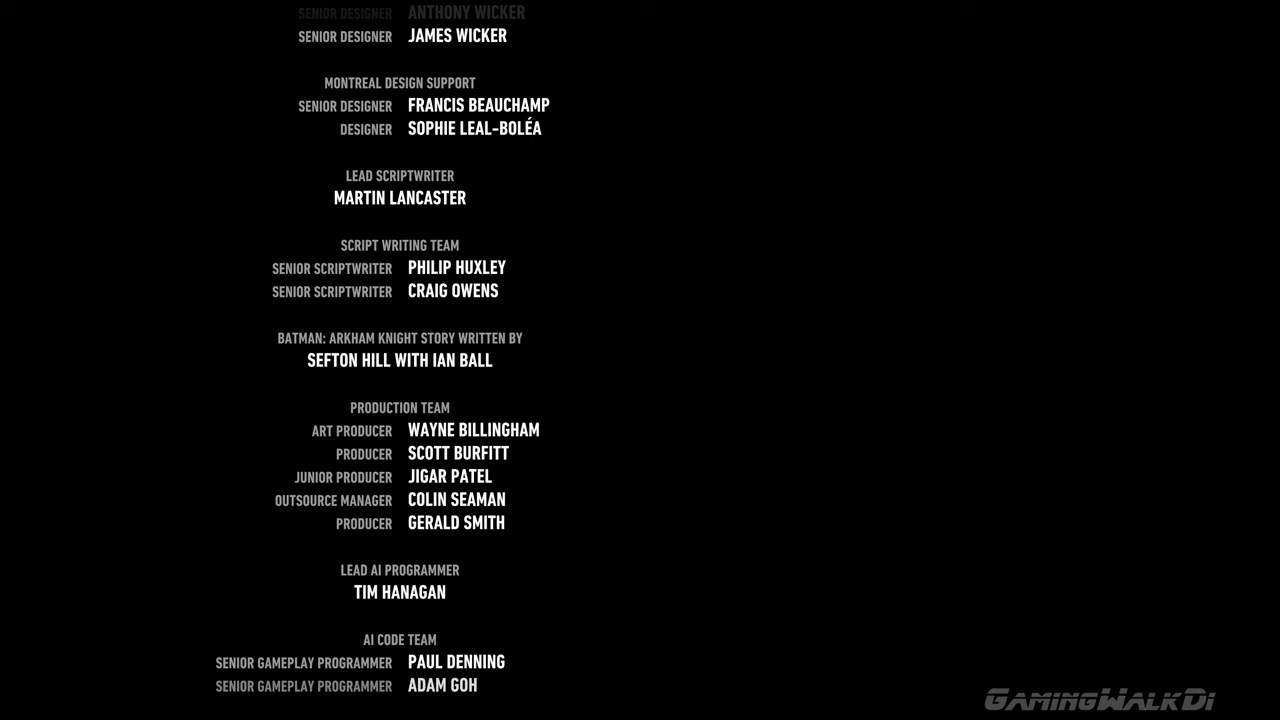 SENIOR DESIGNER ANTHONY WICKER
SENIOR DESIGNER JAMES WICKER
MONTREAL DESIGN SUPPORT
SENIOR DESIGNER FRANCIS BEAUCHAMP
DESIGNER SOPHIE LEAL-BOLÉA
LEAD SCRIPTWRITER
MARTIN LANCASTER
SCRIPT WRITING TEAM
SENIOR SCRIPTWRITER PHILIP HUXLEY
SENIOR SCRIPTWRITER CRAIG OWENS
BATMAN: ARKHAM KNIGHT STORY WRITTEN BY
SEFTON HILL WITH IAN BALL
PRODUCTION TEAM
ART PRODUCER WAYNE BILLINGHAM
PRODUCER SCOTT BURFITT
JUNIOR PRODUCER JIGAR PATEL
OUTSOURCE MANAGER COLIN SEAMAN
PRODUCER GERALD SMITH
LEAD AI PROGRAMMER
TIM HANAGAN
AI CODE TEAM
SENIOR GAMEPLAY PROGRAMMER PAUL DENNING
SENIOR GAMEPLAY PROGRAMMER ADAM GOH
GAMINGWALKDI